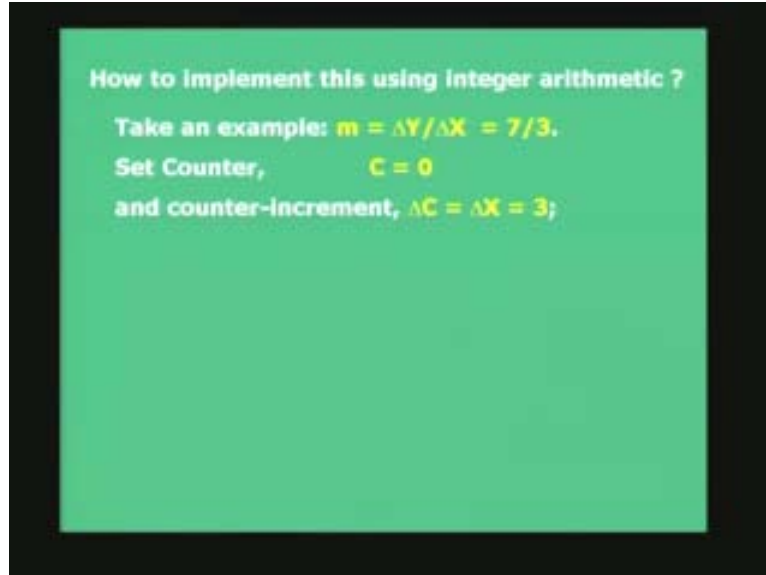 How to implement this using integer arithmetic ?
Take an example: m = ΔY/ΔX = 7/3.
Set Counter, C = 0
and counter-increment, ΔC = ΔX = 3;